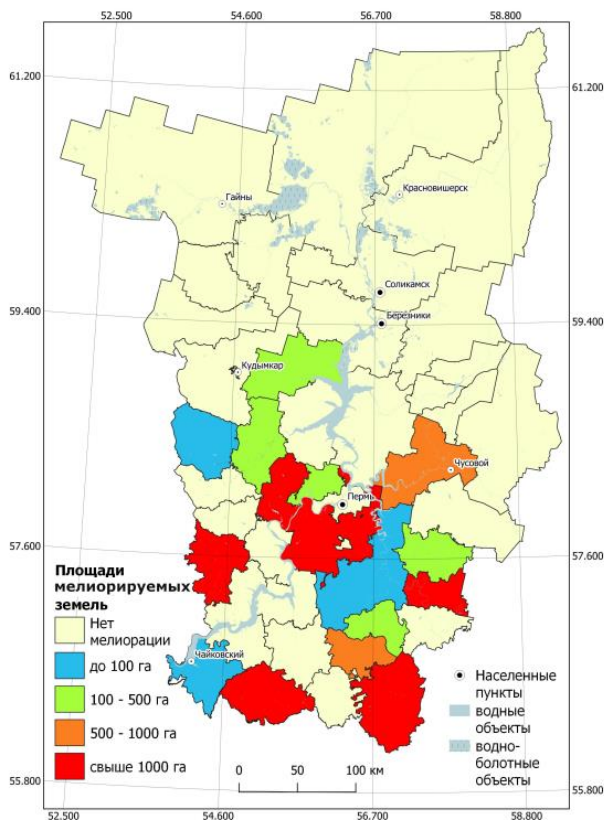 52.500 54.600 56.700 58.800
61.200 61.200
Гайны
Красновишерск
Соликамск
59.400 59.400
Березники
Кудымкар
Чусовой
Пермь
57.600 57.600
Площади
мелиорируемых
земель
Нет
мелиорации
до 100 га
100 - 500 га
500 - 1000 га
свыше 1000 га
Чайковский
Населенные
пункты
водные
объекты
водно-
болотные
объекты
0 50 100 км
55.800 55.800
52.500 54.600 56.700 58.800